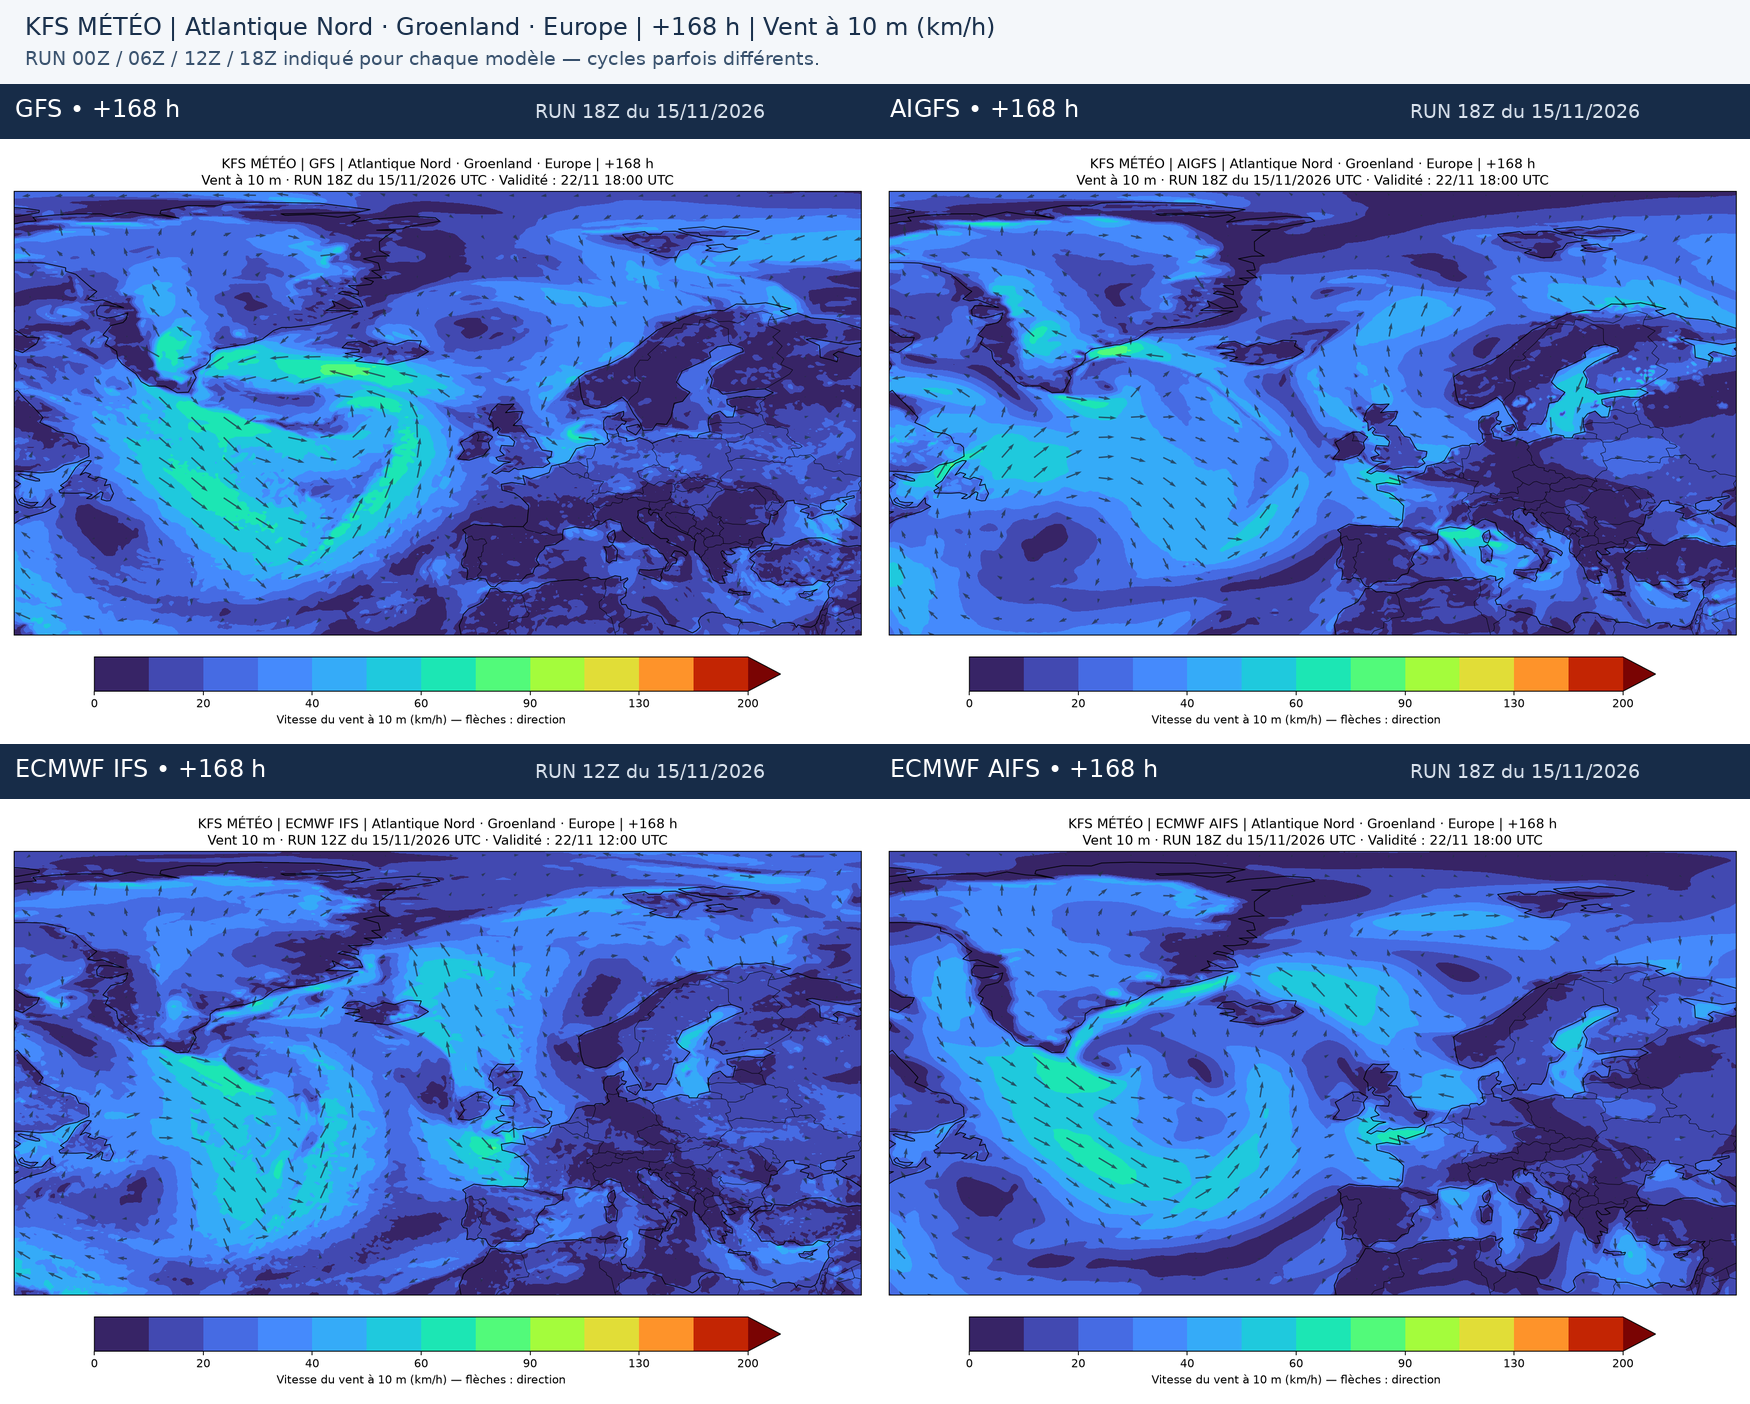 KFS MÉTÉO | Atlantique Nord · Groenland · Europe | +168 h | Vent à 10 m (km/h)
RUN 00Z / 06Z / 12Z / 18Z indiqué pour chaque modèle — cycles parfois différents.
GFS • +168 h
RUN 18Z du 15/11/2026
KFS MÉTÉO | GFS | Atlantique Nord · Groenland · Europe | +168 h
Vent à 10 m · RUN 18Z du 15/11/2026 UTC · Validité : 22/11 18:00 UTC
0 20 40 60 90 130 200
Vitesse du vent à 10 m (km/h) — flèches : direction
AIGFS • +168 h
RUN 18Z du 15/11/2026
KFS MÉTÉO | AIGFS | Atlantique Nord · Groenland · Europe | +168 h
Vent à 10 m · RUN 18Z du 15/11/2026 UTC · Validité : 22/11 18:00 UTC
0 20 40 60 90 130 200
Vitesse du vent à 10 m (km/h) — flèches : direction
ECMWF IFS • +168 h
RUN 12Z du 15/11/2026
KFS MÉTÉO | ECMWF IFS | Atlantique Nord · Groenland · Europe | +168 h
Vent 10 m · RUN 12Z du 15/11/2026 UTC · Validité : 22/11 12:00 UTC
0 20 40 60 90 130 200
Vitesse du vent à 10 m (km/h) — flèches : direction
ECMWF AIFS • +168 h
RUN 18Z du 15/11/2026
KFS MÉTÉO | ECMWF AIFS | Atlantique Nord · Groenland · Europe | +168 h
Vent 10 m · RUN 18Z du 15/11/2026 UTC · Validité : 22/11 18:00 UTC
0 20 40 60 90 130 200
Vitesse du vent à 10 m (km/h) — flèches : direction